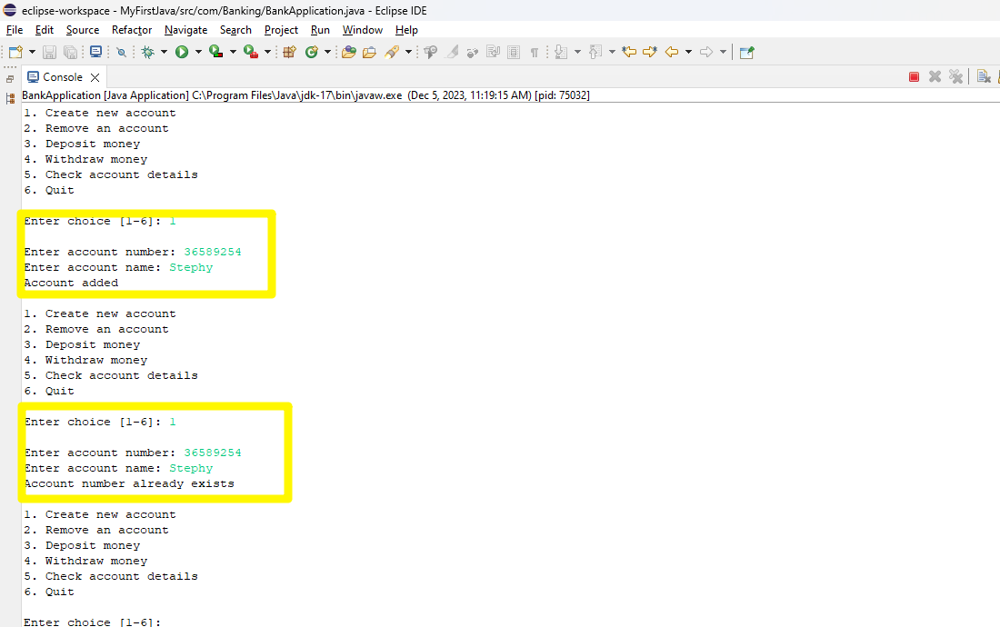 eclipse-workspace - MyFirstJava/src/com/Banking/BankApplication.java - Eclipse IDE
File Edit Source Refactor Navigate Search Project Run Window Help
Console
BankApplication [Java Application] C:\Program Files\Java\jdk-17\bin\javaw.exe (Dec 5, 2023, 11:19:15 AM) [pid: 75032]
1. Create new account
2. Remove an account
3. Deposit money
4. Withdraw money
5. Check account details
6. Quit
Enter choice [1-6]: 1
Enter account number: 36589254
Enter account name: Stephy
Account added
1. Create new account
2. Remove an account
3. Deposit money
4. Withdraw money
5. Check account details
6. Quit
Enter choice [1-6]: 1
Enter account number: 36589254
Enter account name: Stephy
Account number already exists
1. Create new account
2. Remove an account
3. Deposit money
4. Withdraw money
5. Check account details
6. Quit
Enter choice [1-6]: